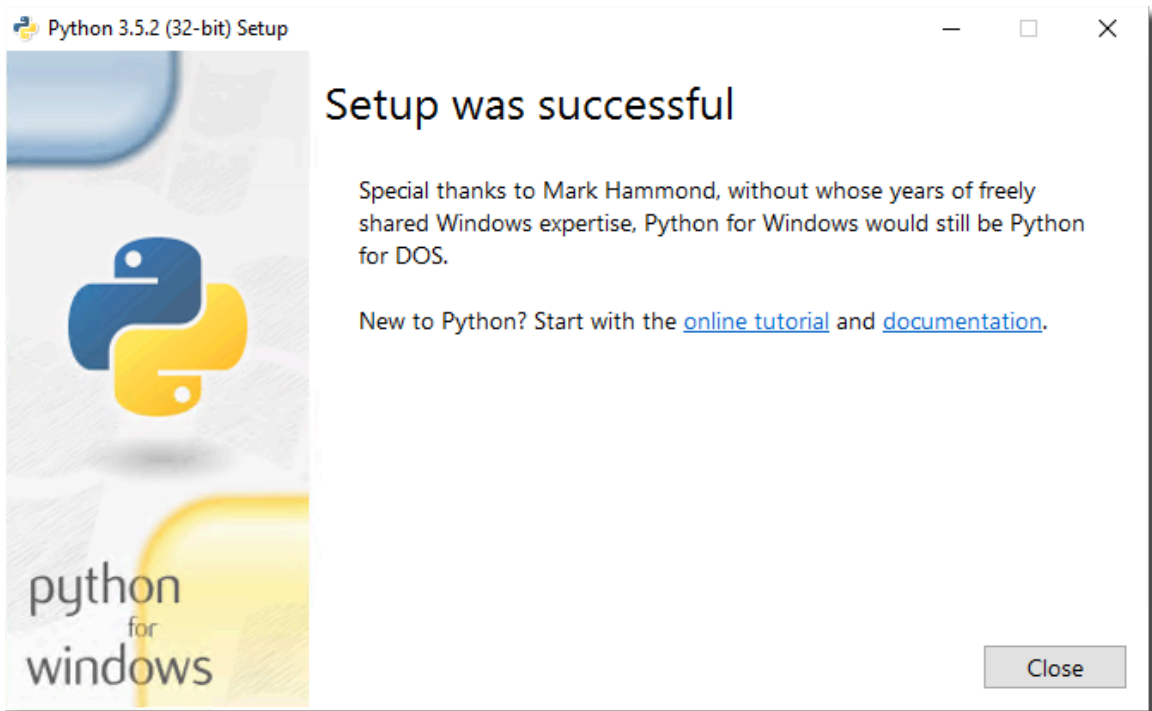 Python 3.5.2 (32-bit) Setup
Setup was successful
Special thanks to Mark Hammond, without whose years of freely
shared Windows expertise, Python for Windows would still be Python
for DOS.
New to Python? Start with the online tutorial and documentation.
python
for
windows
Close